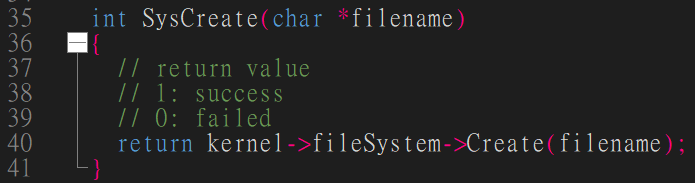 35 int SysCreate(char *filename)
36 {
37 // return value
38 // 1: success
39 // 0: failed
40 return kernel->fileSystem->Create(filename);
41 }